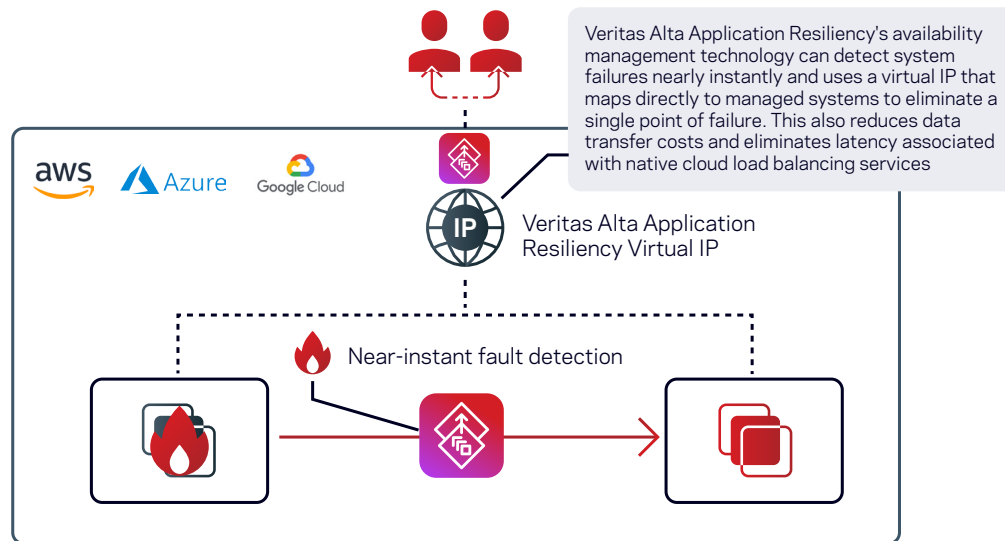 Veritas Alta Application Resiliency's availability
management technology can detect system
failures nearly instantly and uses a virtual IP that
maps directly to managed systems to eliminate a
single point of failure. This also reduces data
transfer costs and eliminates latency associated
with native cloud load balancing services
aws
Azure
Google Cloud
IP
Veritas Alta Application
Resiliency Virtual IP
Near-instant fault detection